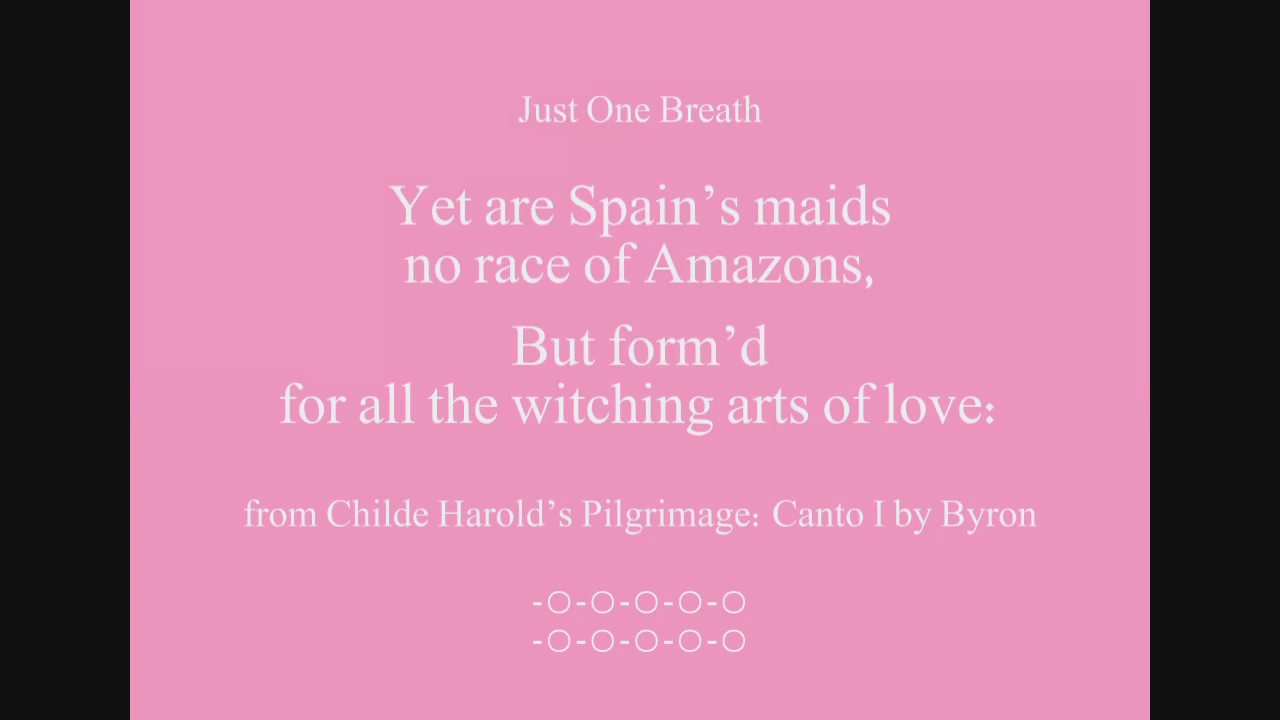 Just One Breath
Yet are Spain’s maids
no race of Amazons,
But form’d
for all the witching arts of love:
from Childe Harold’s Pilgrimage: Canto I by Byron
-○-○-○-○-○
-○-○-○-○-○